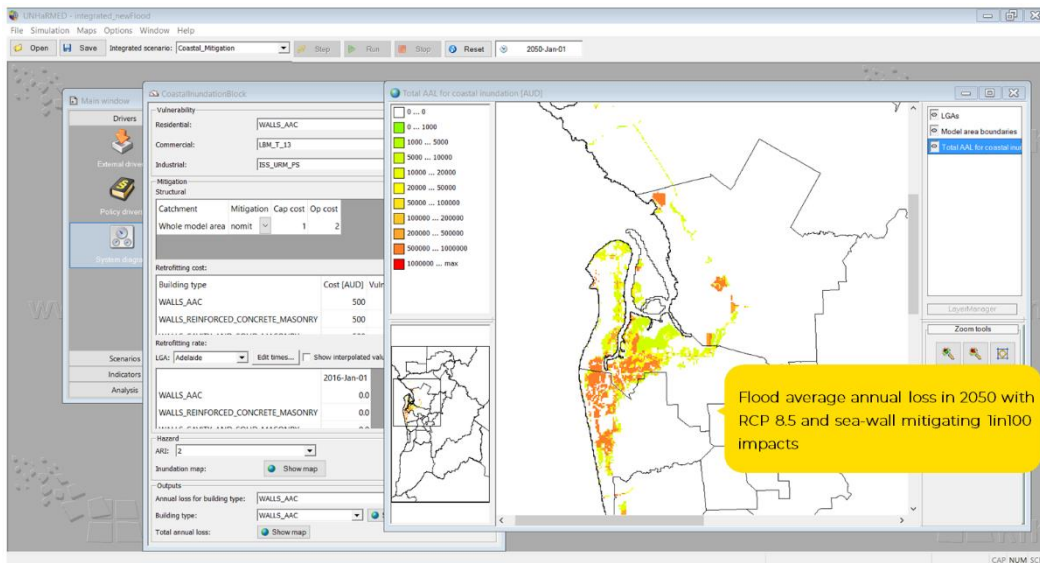 UNHaRMED - integrated_newFlood
File Simulation Maps Options Window Help
Open Save Integrated scenario: Coastal_Mitigation Step Run Stop Reset 2050-Jan-01
Main window
Drivers
External drive
Policy driver
System diagra
Scenarios
Indicators
Analysis
CoastalInundationBlock
Vulnerability
Residential: WALLS_AAC
Commercial: LBM_T_13
Industrial: ISS_URM_PS
Mitigation
Structural
Catchment Mitigation Cap cost Op cost
Whole model area nomit 1 2
Retrofitting cost:
Building type Cost [AUD] Vuln
WALLS_AAC 500
WALLS_REINFORCED_CONCRETE_MASONRY 500
Retrofitting rate:
LGA: Adelaide Edit times... Show interpolated valu
2016-Jan-01
WALLS_AAC 0.0
WALLS_REINFORCED_CONCRETE_MASONRY 0.0
Hazard
ARI: 2
Inundation map: Show map
Outputs
Annual loss for building type: WALLS_AAC
Building type: WALLS_AAC
Total annual loss: Show map
Total AAL for coastal inundation [AUD]
0 ... 0
0 ... 1000
1000 ... 5000
5000 ... 10000
10000 ... 20000
20000 ... 50000
50000 ... 100000
100000 ... 200000
200000 ... 500000
500000 ... 1000000
1000000 ... max
LGAs
Model area boundaries
Total AAL for coastal inu
LayerManager
Zoom tools
Flood average annual loss in 2050 with
RCP 8.5 and sea-wall mitigating 1in100
impacts
CAP NUM SC